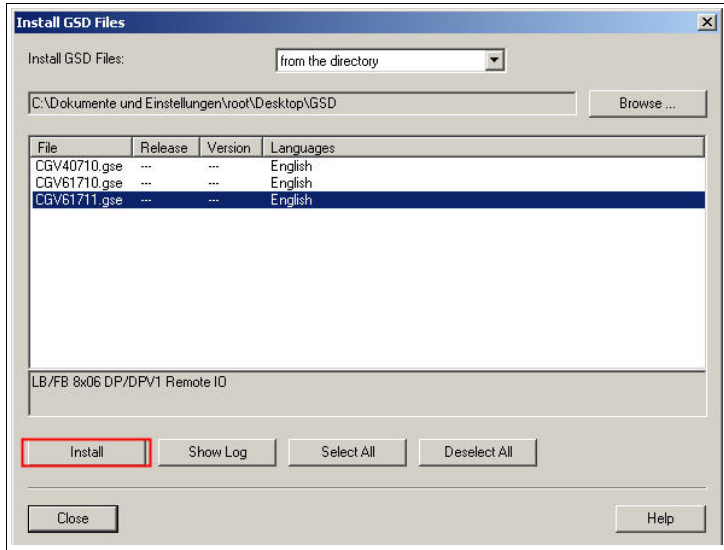 Install GSD Files
Install GSD Files: from the directory
C:\Dokumente und Einstellungen\root\Desktop\GSD Browse ...
File Release Version Languages
CGV40710.gse --- --- English
CGV61710.gse --- --- English
CGV61711.gse --- --- English
LB/FB 8x06 DP/DPV1 Remote IO
Install Show Log Select All Deselect All
Close Help